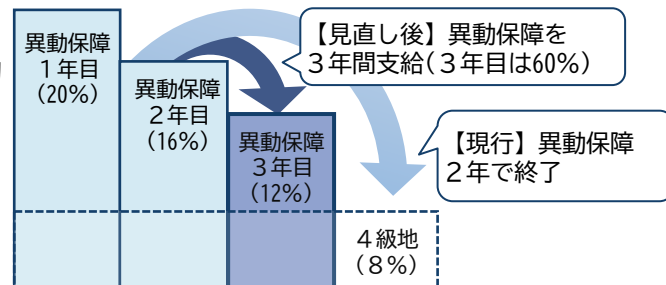 異動保障
1年目
(20%)
異動保障
2年目
(16%)
異動保障
3年目
(12%)
4級地
(8%)
【見直し後】異動保障を
3年間支給(3年目は60%)
【現行】異動保障
2年で終了